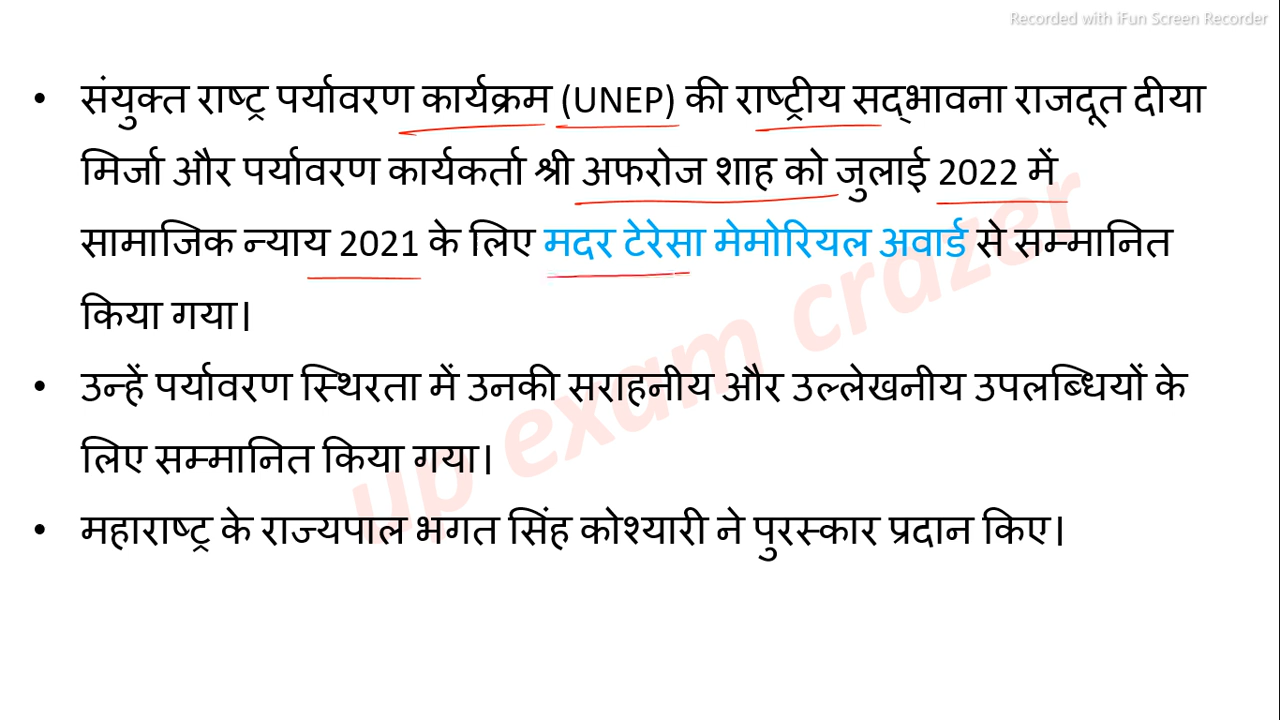 Recorded with iFun Screen Recorder
• संयुक्त राष्ट्र पर्यावरण कार्यक्रम (UNEP) की राष्ट्रीय सद्भावना राजदूत दीया
मिर्जा और पर्यावरण कार्यकर्ता श्री अफरोज शाह को जुलाई 2022 में
सामाजिक न्याय 2021 के लिए मदर टेरेसा मेमोरियल अवार्ड से सम्मानित
किया गया।
• उन्हें पर्यावरण स्थिरता में उनकी सराहनीय और उल्लेखनीय उपलब्धियों के
लिए सम्मानित किया गया।
• महाराष्ट्र के राज्यपाल भगत सिंह कोश्यारी ने पुरस्कार प्रदान किए।
up exam crazer